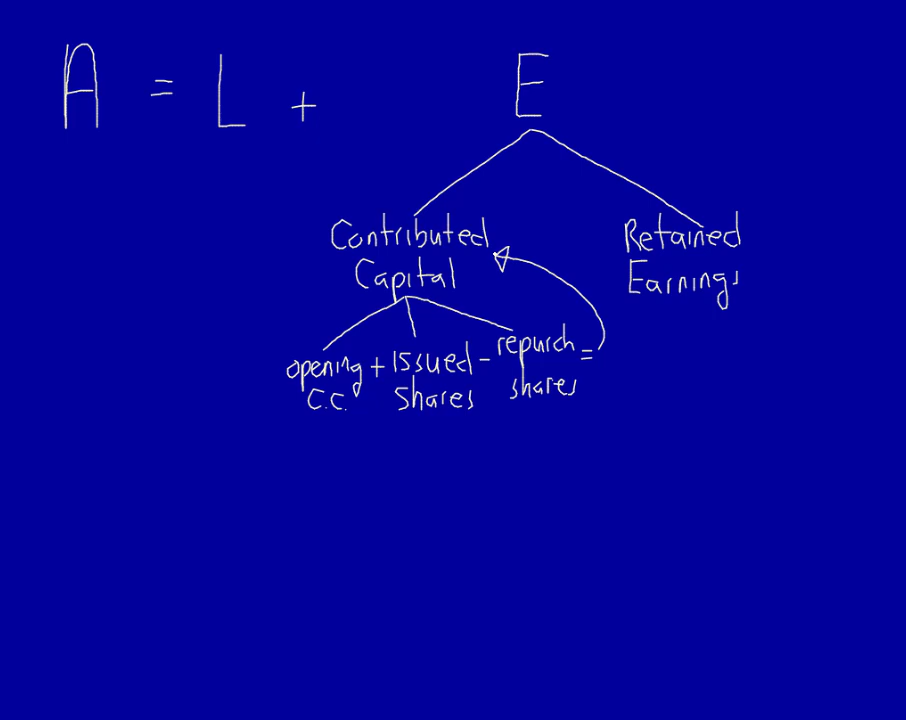 A = L + E
Contributed
Capital
Retained
Earnings
opening + Issued - repurch =
C.C. Shares shares